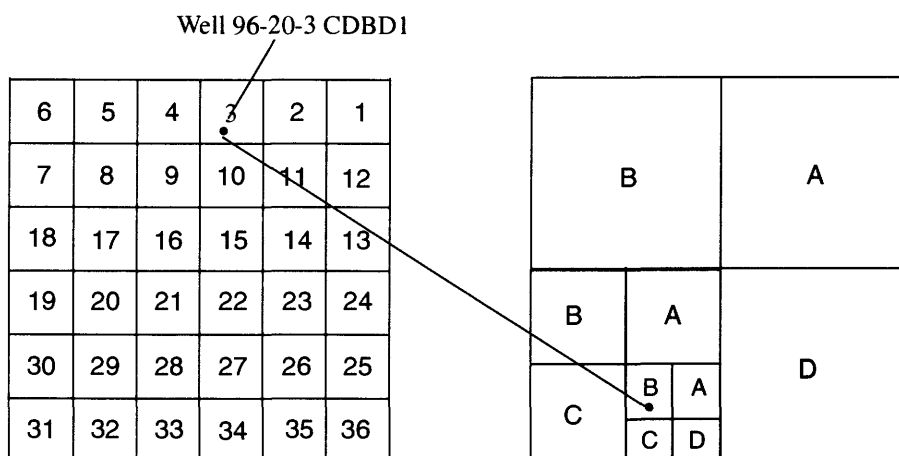 Well 96-20-3 CDBD1
6 5 4 3 2 1
7 8 9 10 11 12
18 17 16 15 14 13
19 20 21 22 23 24
30 29 28 27 26 25
31 32 33 34 35 36
B A
B A
D
B A
C
C D